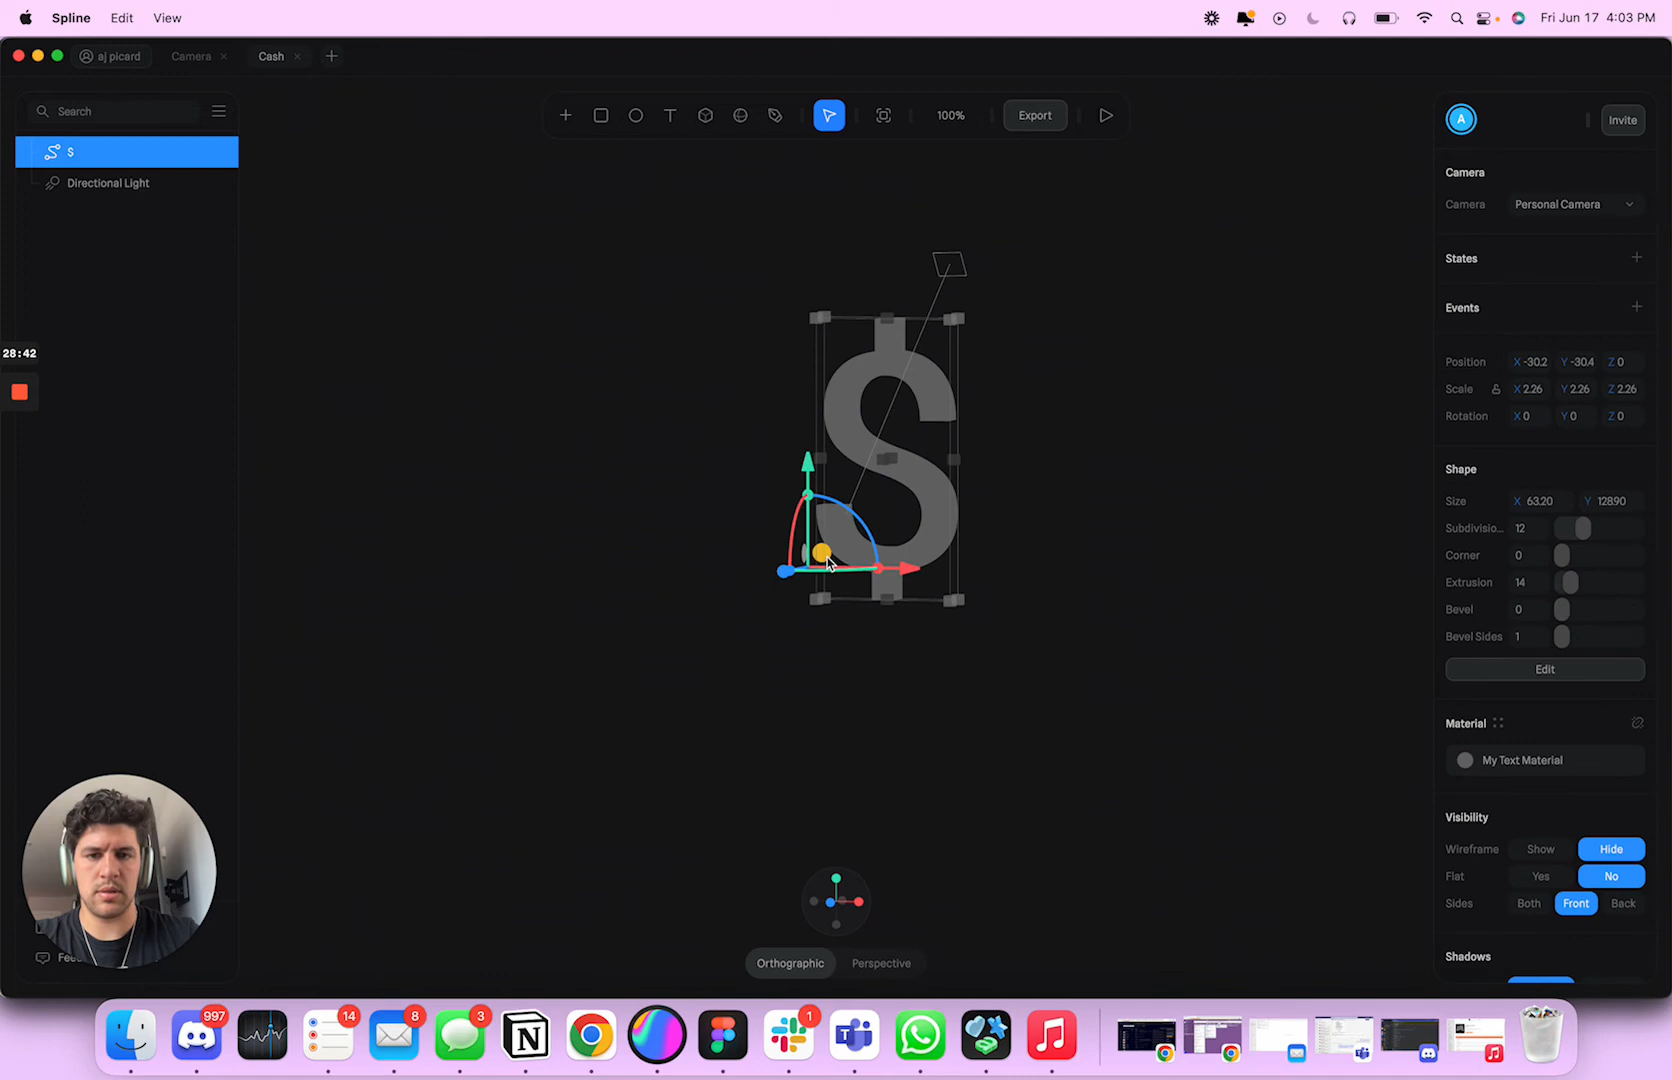 Spline Edit View
Fri Jun 17 4:03 PM
aj picard
Camera
Cash
Search
100%
Export
A
Invite
S
Directional Light
28:42
Camera
Camera Personal Camera
States
Events
Position X -30.2 Y -30.4 Z 0
Scale X 2.26 Y 2.26 Z 2.26
Rotation X 0 Y 0 Z 0
Shape
Size X 63.20 Y 128.90
Subdivisio... 12
Corner 0
Extrusion 14
Bevel 0
Bevel Sides 1
Edit
Material
My Text Material
Visibility
Wireframe Show Hide
Flat Yes No
Sides Both Front Back
Shadows
$
Orthographic Perspective
997
14
8
3
1